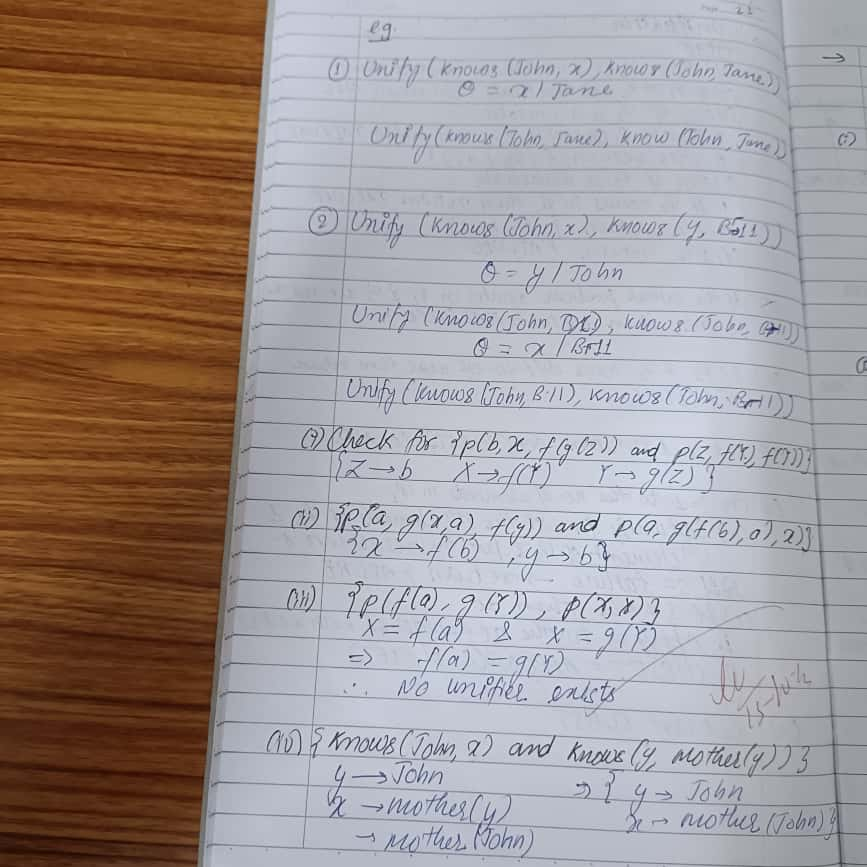 eg.
① Unify (Knows (John, x), Knows (John, Jane))
θ = x / Jane
Unify (Knows (John, Jane), Know (John, Jane))
② Unify (Knows (John, x), Knows (y, Bill))
θ = y / John
Unify (Knows (John, x), Knows (John, Bill))
θ = x / Bill
Unify (Knows (John, Bill), Knows (John, Bill))
(i) Check for {p(b, x, f(g(z)) and p(z, f(Y), f(Y))}
{Z → b X → f(Y) Y → g(Z)}
(ii) {p(a, g(x, a), f(y)) and p(a, g(f(b), a), x)}
{x → f(b), y → b}
(iii) {p(f(a), g(Y)), p(x, x)}
X = f(a) & X = g(Y)
⇒ f(a) = g(Y)
∴ No unifier exists
(iv) {Knows (John, x) and Knows (y, mother(y))}
y → John ⇒ { y → John
x → mother(y) x → mother (John)}
→ mother (John)
→
(i)